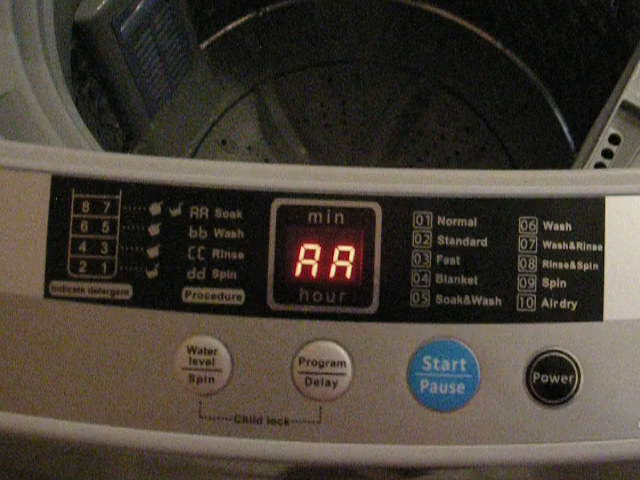 8 7
6 5
4 3
2 1
Indicate detergent
AA Soak
bb Wash
CC Rinse
dd Spin
Procedure
min
AA
hour
01 Normal
02 Standard
03 Fast
04 Blanket
05 Soak&Wash
06 Wash
07 Wash&Rinse
08 Rinse&Spin
09 Spin
10 Air dry
Water
level
Spin
Program
Delay
Child lock
Start
Pause
Power